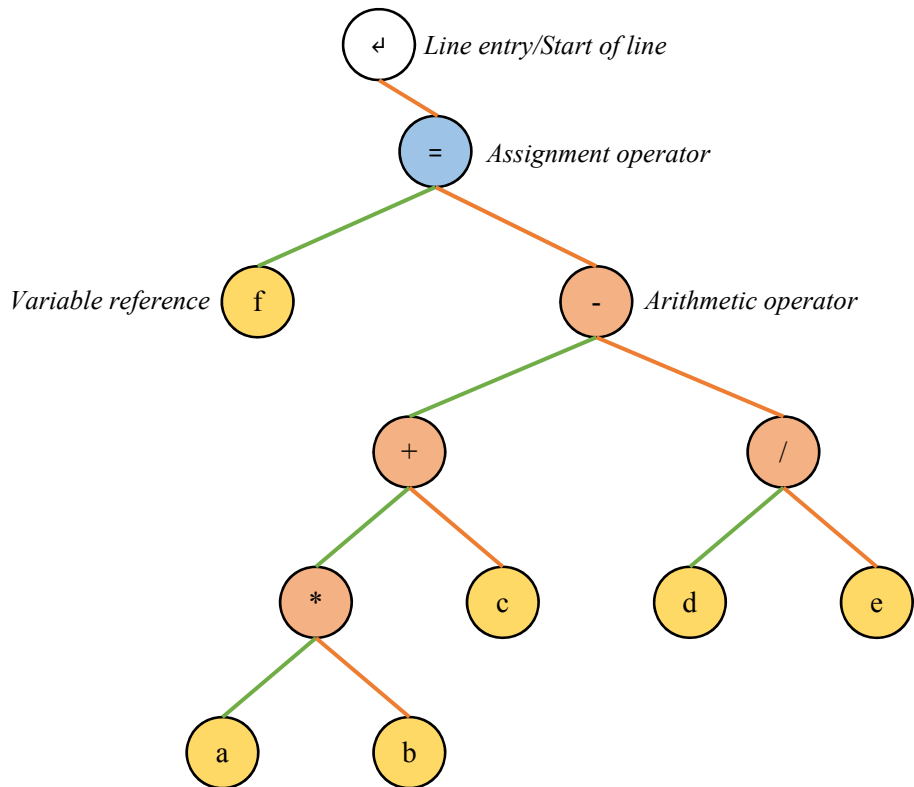 ↲ Line entry/Start of line
= Assignment operator
Variable reference f - Arithmetic operator
+ /
* c d e
a b